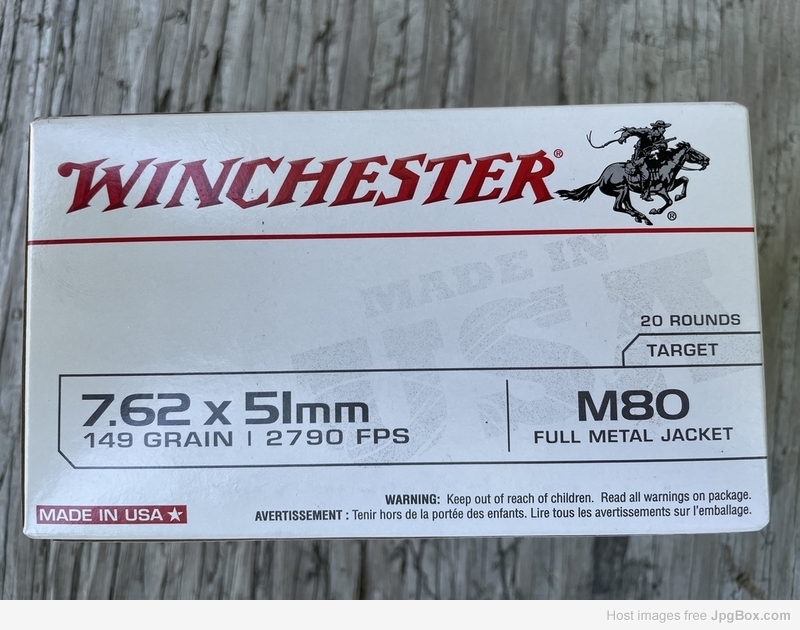 WINCHESTER®
®
MADE IN
USA
20 ROUNDS
TARGET
7.62 x 51mm
149 GRAIN | 2790 FPS
M80
FULL METAL JACKET
WARNING: Keep out of reach of children. Read all warnings on package.
AVERTISSEMENT : Tenir hors de la portée des enfants. Lire tous les avertissements sur l'emballage.
MADE IN USA ★
Host images free JpgBox.com